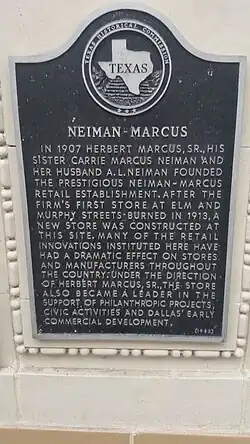 TEXAS HISTORICAL COMMISSION
TEXAS
NEIMAN-MARCUS
IN 1907 HERBERT MARCUS, SR., HIS
SISTER CARRIE MARCUS NEIMAN AND
HER HUSBAND A. L. NEIMAN FOUNDED
THE PRESTIGIOUS NEIMAN-MARCUS
RETAIL ESTABLISHMENT. AFTER THE
FIRM'S FIRST STORE AT ELM AND
MURPHY STREETS BURNED IN 1913, A
NEW STORE WAS CONSTRUCTED AT
THIS SITE. MANY OF THE RETAIL
INNOVATIONS INSTITUTED HERE HAVE
HAD A DRAMATIC EFFECT ON STORES
AND MANUFACTURERS THROUGHOUT
THE COUNTRY. UNDER THE DIRECTION
OF HERBERT MARCUS, SR., THE STORE
ALSO BECAME A LEADER IN THE
SUPPORT OF PHILANTHROPIC PROJECTS,
CIVIC ACTIVITIES AND DALLAS' EARLY
COMMERCIAL DEVELOPMENT.